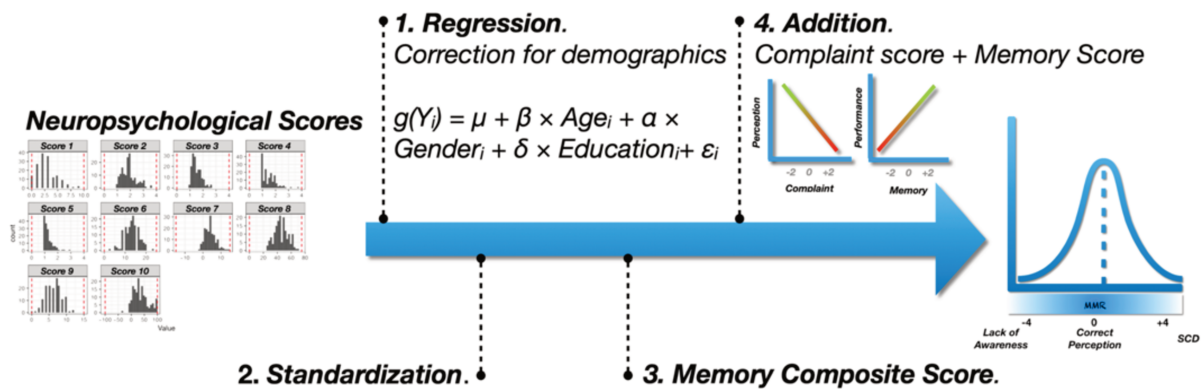 1. Regression.
Correction for demographics
g(Yᵢ) = μ + β × Ageᵢ + α ×
Genderᵢ + δ × Educationᵢ+ εᵢ
4. Addition.
Complaint score + Memory Score
Perception
-2 0 +2
Complaint
Performance
-2 0 +2
Memory
Neuropsychological Scores
Score 1 Score 2 Score 3 Score 4
Score 5 Score 6 Score 7 Score 8
Score 9 Score 10
count
Value
MMR
-4 0 +4
Lack of
Awareness
Correct
Perception
SCD
2. Standardization.
3. Memory Composite Score.